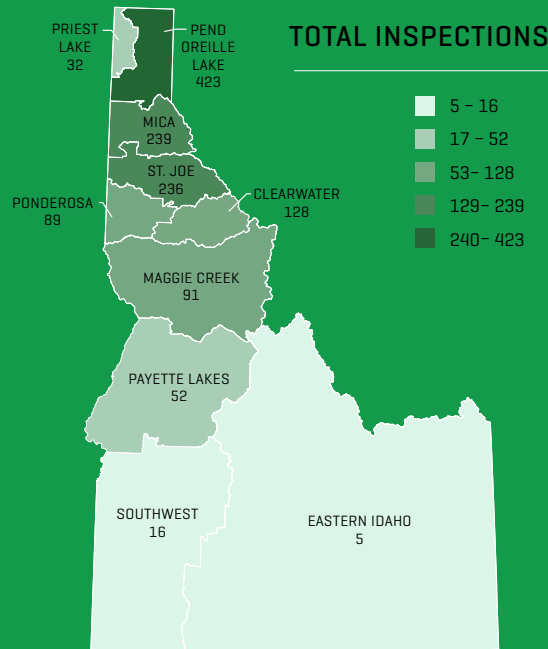 TOTAL INSPECTIONS
5 – 16
17 – 52
53– 128
129– 239
240– 423
PRIEST
LAKE
32
PEND
OREILLE
LAKE
423
MICA
239
ST. JOE
236
PONDEROSA
89
CLEARWATER
128
MAGGIE CREEK
91
PAYETTE LAKES
52
SOUTHWEST
16
EASTERN IDAHO
5